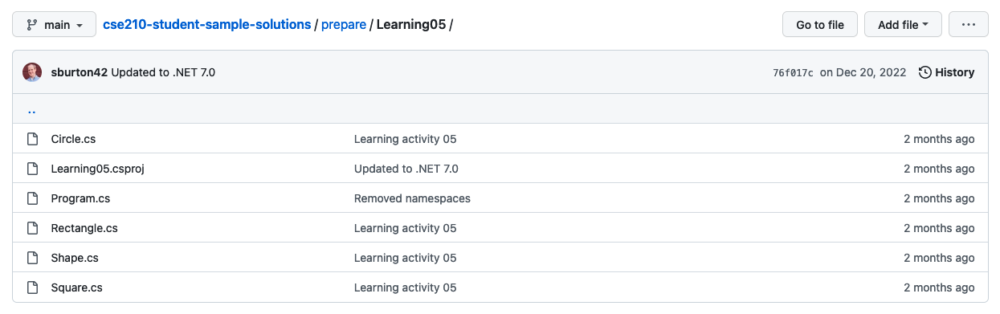 main cse210-student-sample-solutions / prepare / Learning05 / Go to file Add file ...
sburton42 Updated to .NET 7.0 76f017c on Dec 20, 2022 History
..
Circle.cs Learning activity 05 2 months ago
Learning05.csproj Updated to .NET 7.0 2 months ago
Program.cs Removed namespaces 2 months ago
Rectangle.cs Learning activity 05 2 months ago
Shape.cs Learning activity 05 2 months ago
Square.cs Learning activity 05 2 months ago